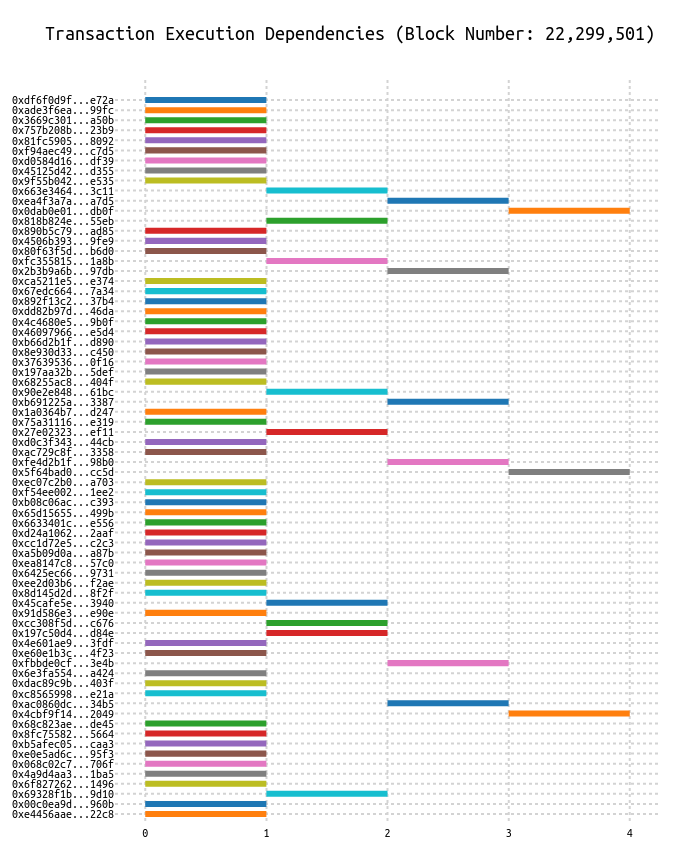 Transaction Execution Dependencies (Block Number: 22,299,501)
0xdf6f0d9f...e72a
0xade3f6ea...99fc
0x3669c301...a50b
0x757b208b...23b9
0x81fc5905...8092
0xf94aec49...c7d5
0xd0584d16...df39
0x45125d42...d355
0x9f55b042...e535
0x663e3464...3c11
0xea4f3a7a...a7d5
0x0dab0e01...db0f
0x818b824e...55eb
0x890b5c79...ad85
0x4506b393...9fe9
0x80f63f5d...b6d0
0xfc355815...1a8b
0x2b3b9a6b...97db
0xca5211e5...e374
0x67edc664...7a34
0x892f13c2...37b4
0xdd82b97d...46da
0x4c4680e5...9b0f
0x46097966...e5d4
0xb66d2b1f...d890
0x8e930d33...c450
0x37639536...0f16
0x197aa32b...5def
0x68255ac8...404f
0x90e2e848...61bc
0xb691225a...3387
0x1a0364b7...d247
0x75a31116...e319
0x27e02323...ef11
0xd0c3f343...44cb
0xac729c8f...3358
0xfe4d2b1f...98b0
0x5f64bad0...cc5d
0xec07c2b0...a703
0xf54ee002...1ee2
0xb08c06ac...c393
0x65d15655...499b
0x6633401c...e556
0xd24a1062...2aaf
0xcc1d72e5...c2c3
0xa5b09d0a...a87b
0xea8147c8...57c0
0x6425ec66...9731
0xee2d03b6...f2ae
0x8d145d2d...8f2f
0x45cafe5e...3940
0x91d586e3...e90e
0xcc308f5d...c676
0x197c50d4...d84e
0x4e601ae9...3fdf
0xe60e1b3c...4f23
0xfbbde0cf...3e4b
0x6e3fa554...a424
0xdac89c9b...403f
0xc8565998...e21a
0xac0860dc...34b5
0x4cbf9f14...2049
0x68c823ae...de45
0x8fc75582...5664
0xb5afec05...caa3
0xe0e5ad6c...95f3
0x068c02c7...706f
0x4a9d4aa3...1ba5
0x6f827262...1496
0x69328f1b...9d10
0x00c0ea9d...960b
0xe4456aae...22c8
0 1 2 3 4